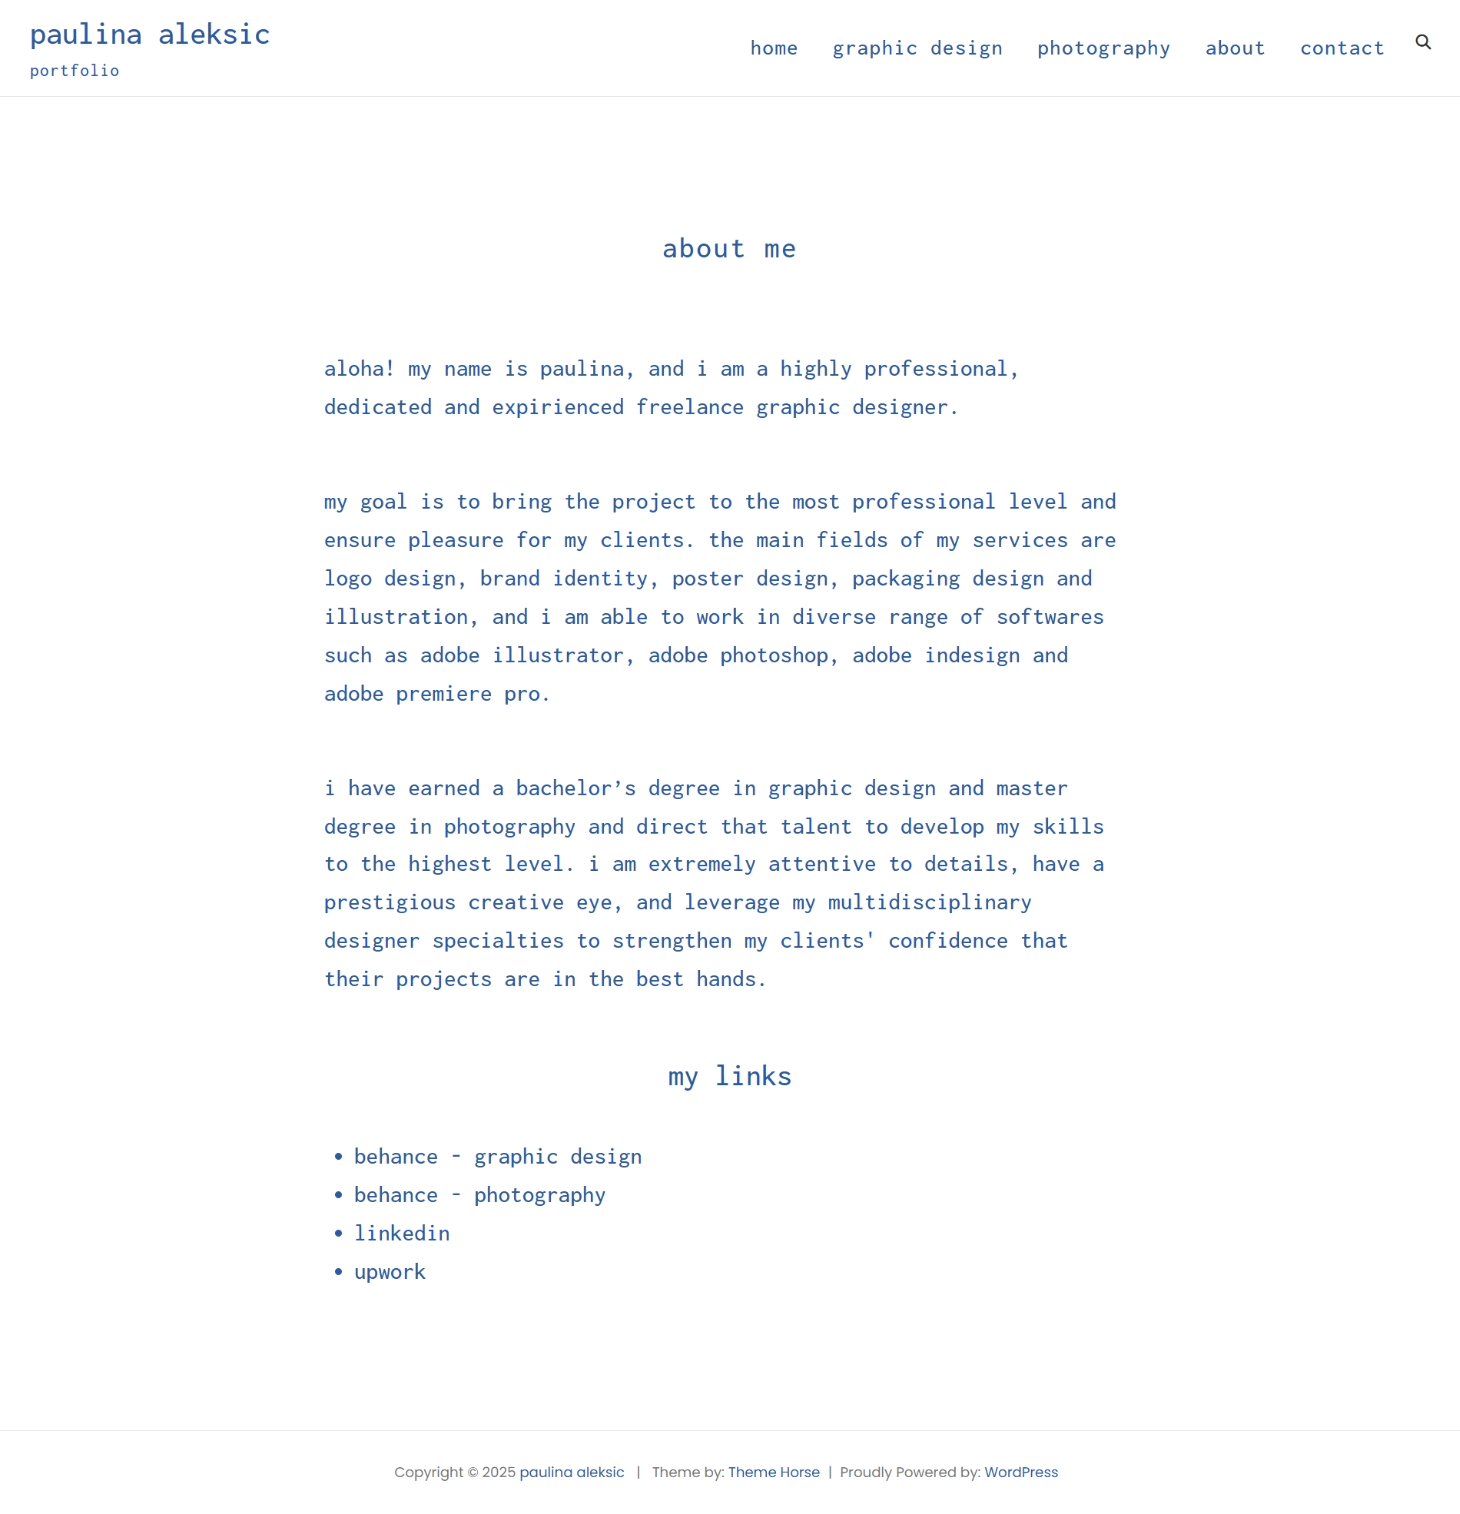 paulina aleksic
portfolio
home graphic design photography about contact
about me
aloha! my name is paulina, and i am a highly professional,
dedicated and expirienced freelance graphic designer.
my goal is to bring the project to the most professional level and
ensure pleasure for my clients. the main fields of my services are
logo design, brand identity, poster design, packaging design and
illustration, and i am able to work in diverse range of softwares
such as adobe illustrator, adobe photoshop, adobe indesign and
adobe premiere pro.
i have earned a bachelor’s degree in graphic design and master
degree in photography and direct that talent to develop my skills
to the highest level. i am extremely attentive to details, have a
prestigious creative eye, and leverage my multidisciplinary
designer specialties to strengthen my clients' confidence that
their projects are in the best hands.
my links
• behance - graphic design
• behance - photography
• linkedin
• upwork
Copyright © 2025 paulina aleksic | Theme by: Theme Horse | Proudly Powered by: WordPress